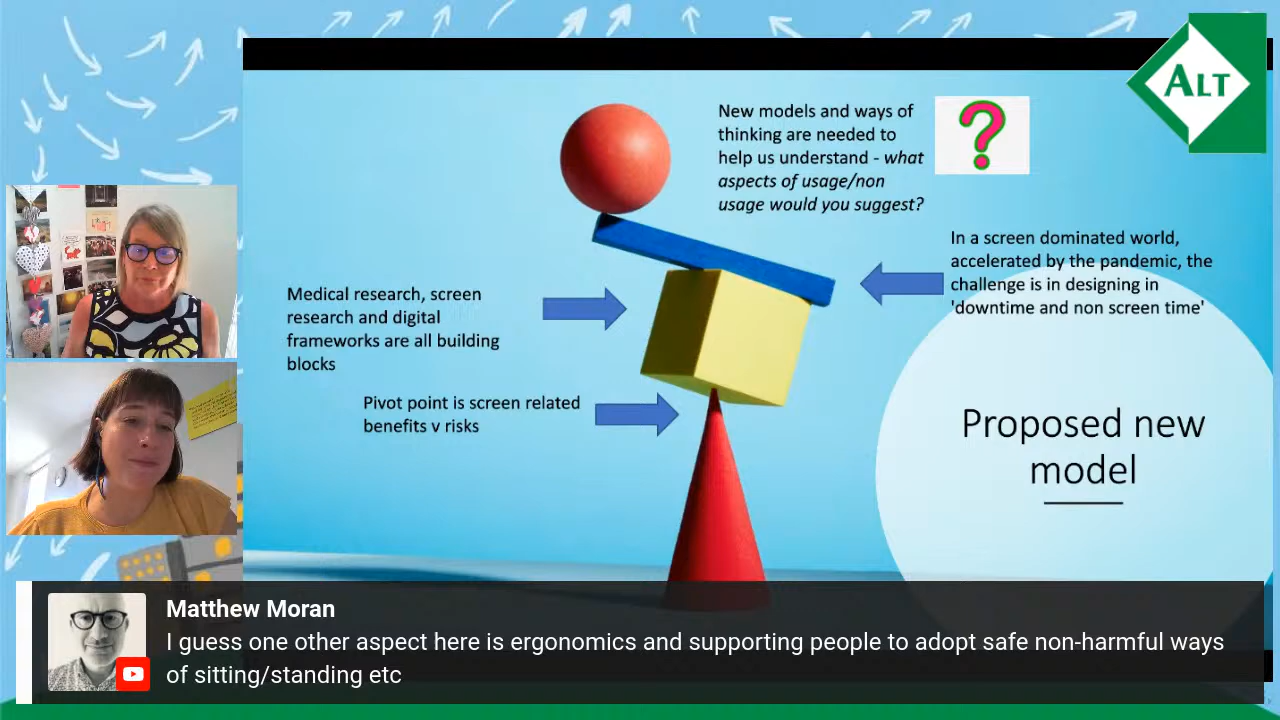 ALT
New models and ways of
thinking are needed to
help us understand - what
aspects of usage/non
usage would you suggest?
?
In a screen dominated world,
accelerated by the pandemic, the
challenge is in designing in
'downtime and non screen time'
Medical research, screen
research and digital
frameworks are all building
blocks
Pivot point is screen related
benefits v risks
Proposed new
model
Matthew Moran
I guess one other aspect here is ergonomics and supporting people to adopt safe non-harmful ways
of sitting/standing etc